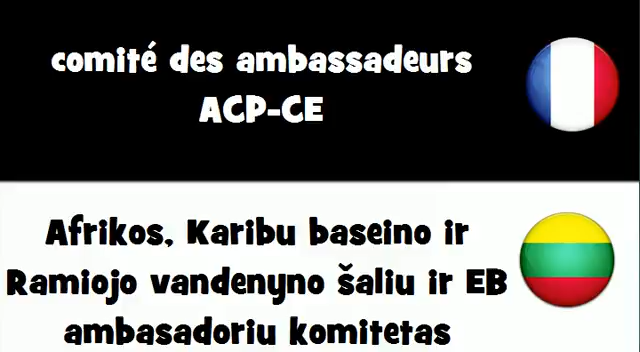 comité des ambassadeurs
ACP-CE
Afrikos, Karibu baseino ir
Ramiojo vandenyno šaliu ir EB
ambasadoriu komitetas